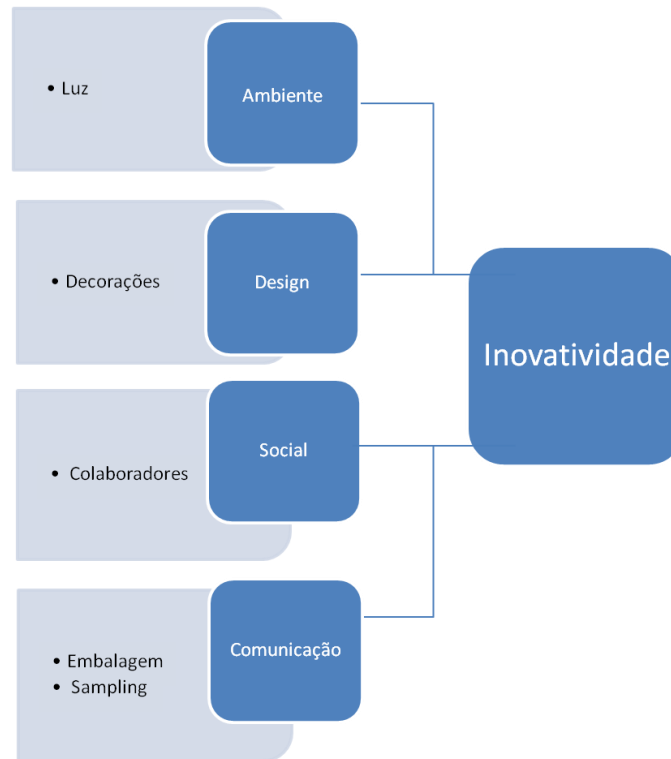 • Luz
Ambiente
• Decorações
Design
Inovatividade
• Colaboradores
Social
• Embalagem
• Sampling
Comunicação